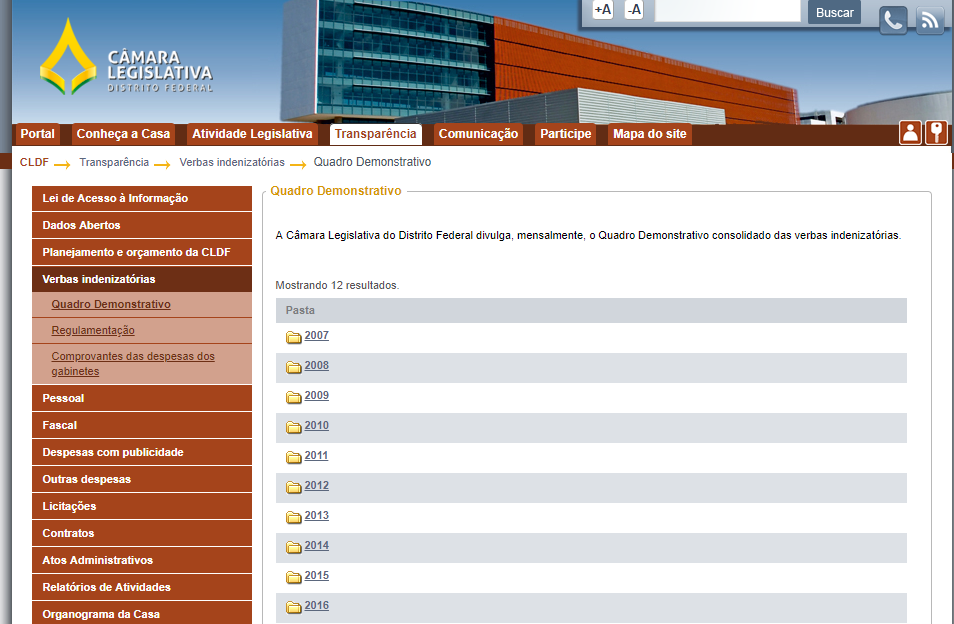 +A -A Buscar
CÂMARA
LEGISLATIVA
DISTRITO FEDERAL
Portal Conheça a Casa Atividade Legislativa Transparência Comunicação Participe Mapa do site
CLDF Transparência Verbas indenizatórias Quadro Demonstrativo
Lei de Acesso à Informação
Dados Abertos
Planejamento e orçamento da CLDF
Verbas indenizatórias
Quadro Demonstrativo
Regulamentação
Comprovantes das despesas dos
gabinetes
Pessoal
Fascal
Despesas com publicidade
Outras despesas
Licitações
Contratos
Atos Administrativos
Relatórios de Atividades
Organograma da Casa
Quadro Demonstrativo
A Câmara Legislativa do Distrito Federal divulga, mensalmente, o Quadro Demonstrativo consolidado das verbas indenizatórias.
Mostrando 12 resultados.
Pasta
2007
2008
2009
2010
2011
2012
2013
2014
2015
2016